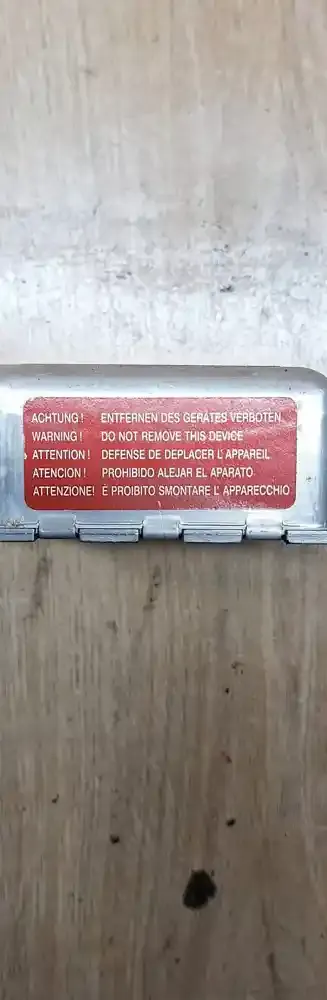 ACHTUNG! ENTFERNEN DES GERÄTES VERBOTEN
WARNING! DO NOT REMOVE THIS DEVICE
ATTENTION! DEFENSE DE DEPLACER L'APPAREIL
ATENCION! PROHIBIDO ALEJAR EL APARATO
ATTENZIONE! È PROIBITO SMONTARE L' APPARECCHIO